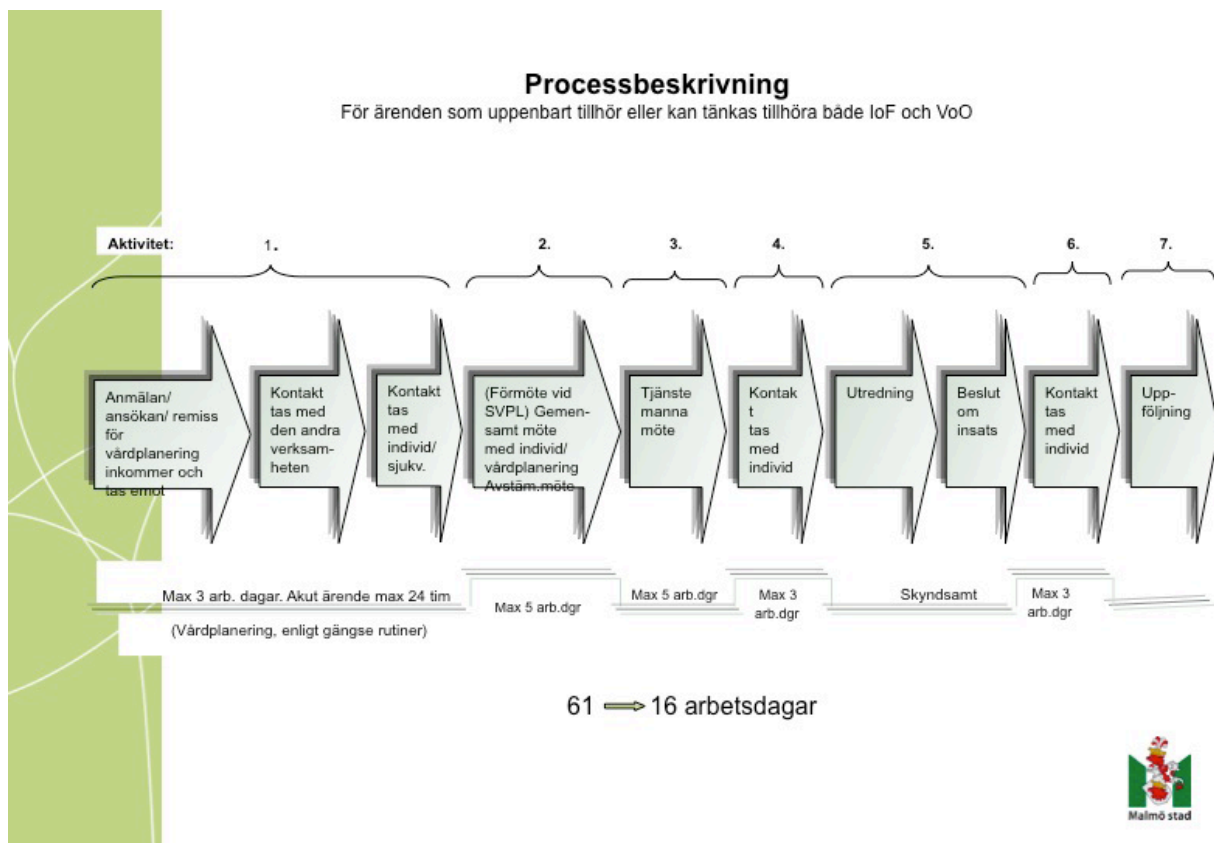 Processbeskrivning
För ärenden som uppenbart tillhör eller kan tänkas tillhöra både IoF och VoO
Aktivitet:
1.
2.
3.
4.
5.
6.
7.
Anmälan/
ansökan/ remiss
för
vårdplanering
inkommer och
tas emot
Kontakt
tas med
den andra
verksam-
heten
Kontakt
tas
med
individ/
sjukv.
(Förmöte vid
SVPL) Gemen-
samt möte
med individ/
vårdplanering
Avstäm.möte
Tjänste
manna
möte
Kontak
t
tas
med
individ
Utredning
Beslut
om
insats
Kontakt
tas
med
individ
Upp-
följning
Max 3 arb. dagar. Akut ärende max 24 tim
(Vårdplanering, enligt gängse rutiner)
Max 5 arb.dgr
Max 5 arb.dgr
Max 3
arb.dgr
Skyndsamt
Max 3
arb.dgr
61 ⟹ 16 arbetsdagar
Malmö stad